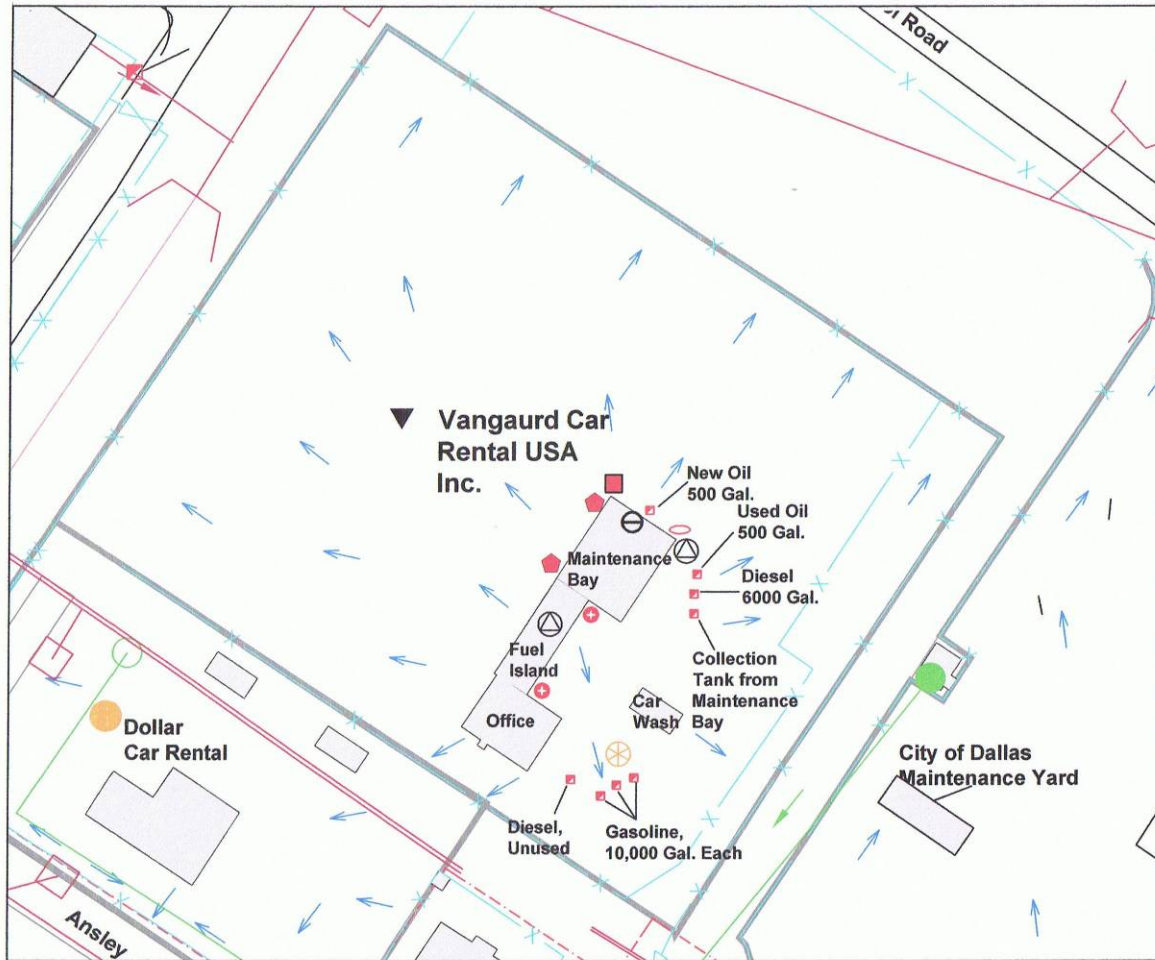 Road
Vangaurd Car
Rental USA
Inc.
New Oil
500 Gal.
Used Oil
500 Gal.
Maintenance
Bay
Diesel
6000 Gal.
Fuel
Island
Collection
Tank from
Maintenance
Bay
Office
Car
Wash
Dollar
Car Rental
City of Dallas
Maintenance Yard
Diesel,
Unused
Gasoline,
10,000 Gal. Each
Ansley